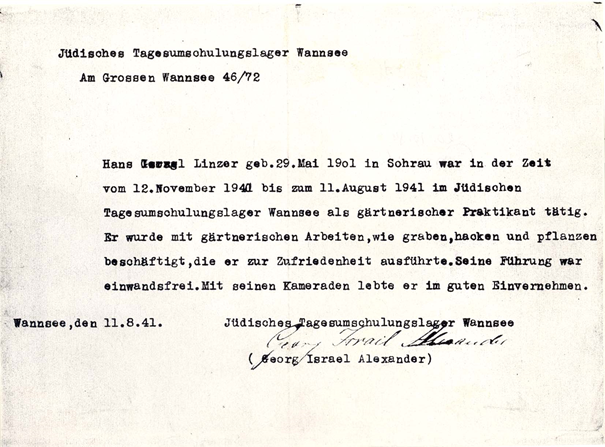 Jüdisches Tagesumschulungslager Wannsee
Am Grossen Wannsee 46/72
Hans Linzer geb.29.Mai 19o1 in Sohrau war in der Zeit
vom 12.November bis zum 11.August 1941 im Jüdischen
Tagesumschulungslager Wannsee als gärtnerischer Praktikant tätig.
Er wurde mit gärtnerischen Arbeiten,wie graben,hacken und pflanzen
beschäftigt,die er zur Zufriedenheit ausführte.Seine Führung war
einwandsfrei.Mit seinen Kameraden lebte er im guten Einvernehmen.
Wannsee,den 11.8.41. Jüdisches Tagesumschulungslager Wannsee
Georg Israel Alexander
(Georg Israel Alexander)